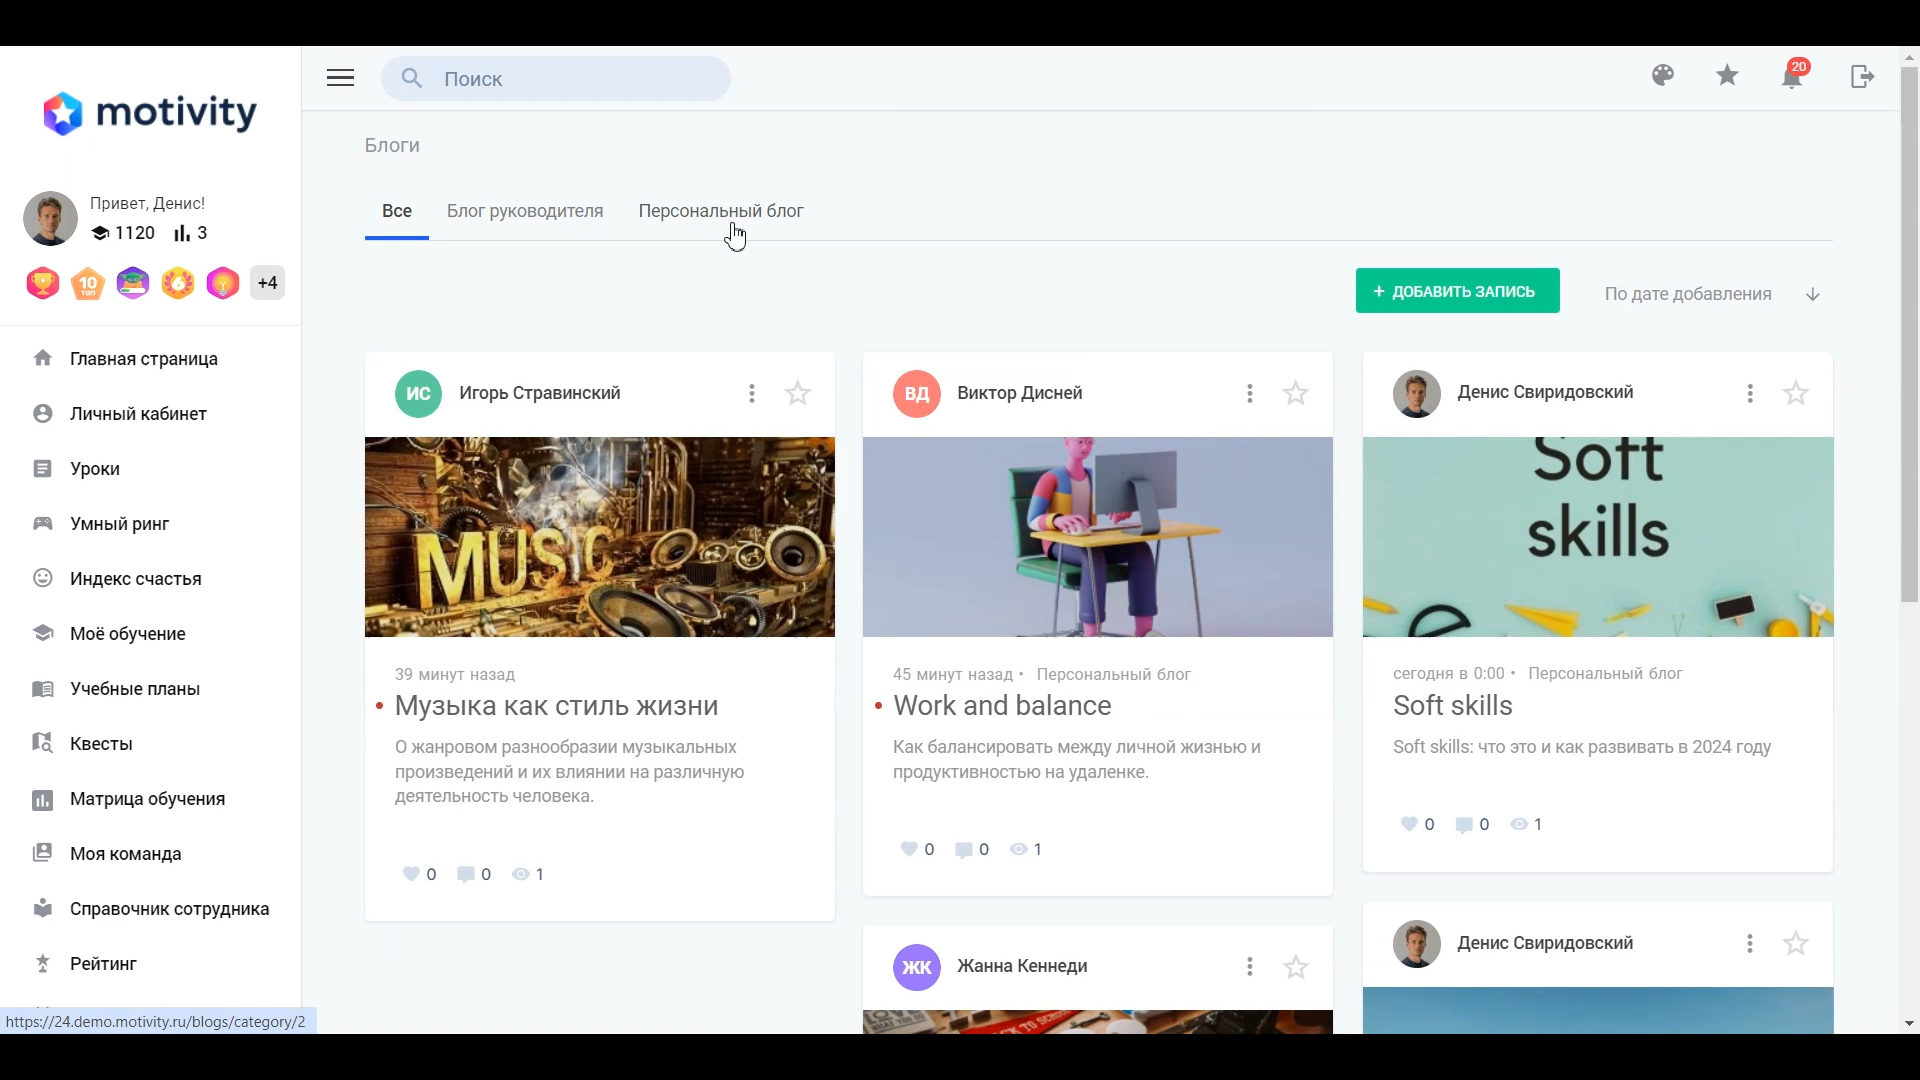 motivity
Поиск
20
Привет, Денис!
1120 3
10
ТОП
6
+4
Главная страница
Личный кабинет
Уроки
Умный ринг
Индекс счастья
Моё обучение
Учебные планы
Квесты
Матрица обучения
Моя команда
Справочник сотрудника
Рейтинг
https://24.demo.motivity.ru/blogs/category/2
Блоги
Все Блог руководителя Персональный блог
+ ДОБАВИТЬ ЗАПИСЬ По дате добавления
ИС Игорь Стравинский
MUSIC
39 минут назад
Музыка как стиль жизни
О жанровом разнообразии музыкальных
произведений и их влиянии на различную
деятельность человека.
0 0 1
ВД Виктор Дисней
45 минут назад • Персональный блог
Work and balance
Как балансировать между личной жизнью и
продуктивностью на удаленке.
0 0 1
Денис Свиридовский
Soft
skills
сегодня в 0:00 • Персональный блог
Soft skills
Soft skills: что это и как развивать в 2024 году
0 0 1
ЖК Жанна Кеннеди
Денис Свиридовский